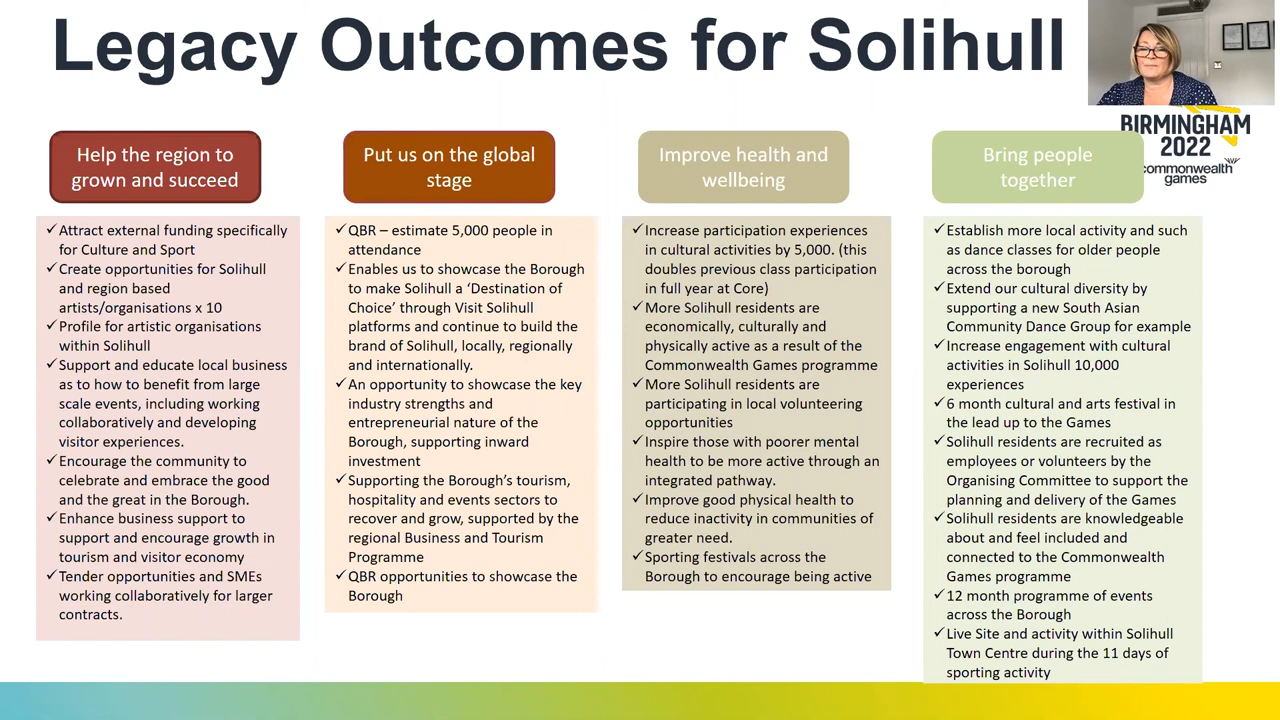 Legacy Outcomes for Solihull
BIRMINGHAM
2022
commonwealth
games
Help the region to
grown and succeed
✓Attract external funding specifically
for Culture and Sport
✓Create opportunities for Solihull
and region based
artists/organisations x 10
✓Profile for artistic organisations
within Solihull
✓Support and educate local business
as to how to benefit from large
scale events, including working
collaboratively and developing
visitor experiences.
✓Encourage the community to
celebrate and embrace the good
and the great in the Borough.
✓Enhance business support to
support and encourage growth in
tourism and visitor economy
✓Tender opportunities and SMEs
working collaboratively for larger
contracts.
Put us on the global
stage
✓QBR – estimate 5,000 people in
attendance
✓Enables us to showcase the Borough
to make Solihull a ‘Destination of
Choice’ through Visit Solihull
platforms and continue to build the
brand of Solihull, locally, regionally
and internationally.
✓An opportunity to showcase the key
industry strengths and
entrepreneurial nature of the
Borough, supporting inward
investment
✓Supporting the Borough’s tourism,
hospitality and events sectors to
recover and grow, supported by the
regional Business and Tourism
Programme
✓QBR opportunities to showcase the
Borough
Improve health and
wellbeing
✓Increase participation experiences
in cultural activities by 5,000. (this
doubles previous class participation
in full year at Core)
✓More Solihull residents are
economically, culturally and
physically active as a result of the
Commonwealth Games programme
✓More Solihull residents are
participating in local volunteering
opportunities
✓Inspire those with poorer mental
health to be more active through an
integrated pathway.
✓Improve good physical health to
reduce inactivity in communities of
greater need.
✓Sporting festivals across the
Borough to encourage being active
Bring people
together
✓Establish more local activity and such
as dance classes for older people
across the borough
✓Extend our cultural diversity by
supporting a new South Asian
Community Dance Group for example
✓Increase engagement with cultural
activities in Solihull 10,000
experiences
✓6 month cultural and arts festival in
the lead up to the Games
✓Solihull residents are recruited as
employees or volunteers by the
Organising Committee to support the
planning and delivery of the Games
✓Solihull residents are knowledgeable
about and feel included and
connected to the Commonwealth
Games programme
✓12 month programme of events
across the Borough
✓Live Site and activity within Solihull
Town Centre during the 11 days of
sporting activity